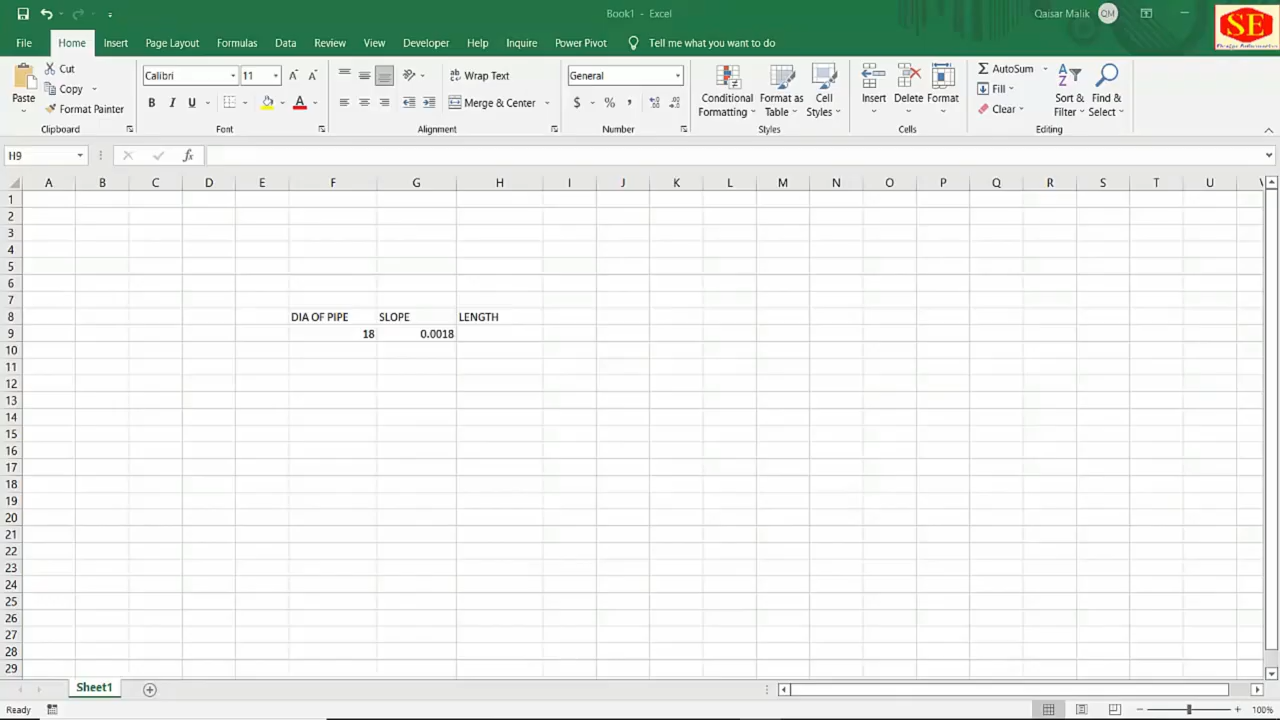 Book1 - Excel
Qaisar Malik
QM
SE
File Home Insert Page Layout Formulas Data Review View Developer Help Inquire Power Pivot Tell me what you want to do
Paste
Cut
Copy
Format Painter
Calibri 11
B I U
Wrap Text
Merge & Center
General
$ % ,
Conditional Formatting
Format as Table
Cell Styles
Insert Delete Format
AutoSum
Fill
Clear
Sort & Filter
Find & Select
Clipboard Font Alignment Number Styles Cells Editing
H9 fx
A B C D E F G H I J K L M N O P Q R S T U
1
2
3
4
5
6
7
8 DIA OF PIPE SLOPE LENGTH
9 18 0.0018
10
11
12
13
14
15
16
17
18
19
20
21
22
23
24
25
26
27
28
29
Sheet1
Ready 100%